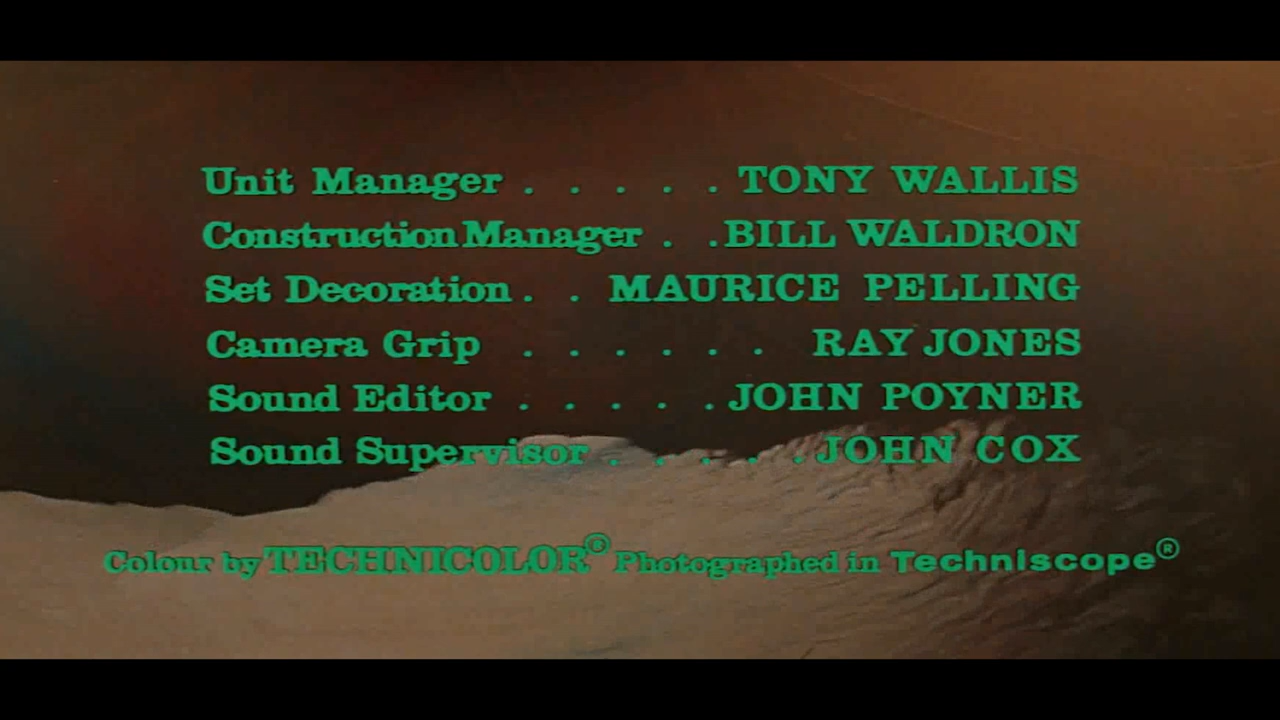 Unit Manager . . . . . TONY WALLIS
Construction Manager . . BILL WALDRON
Set Decoration . . MAURICE PELLING
Camera Grip . . . . . . RAY JONES
Sound Editor . . . . . JOHN POYNER
Sound Supervisor . . . . . JOHN COX
Colour by TECHNICOLOR® Photographed in Techniscope®